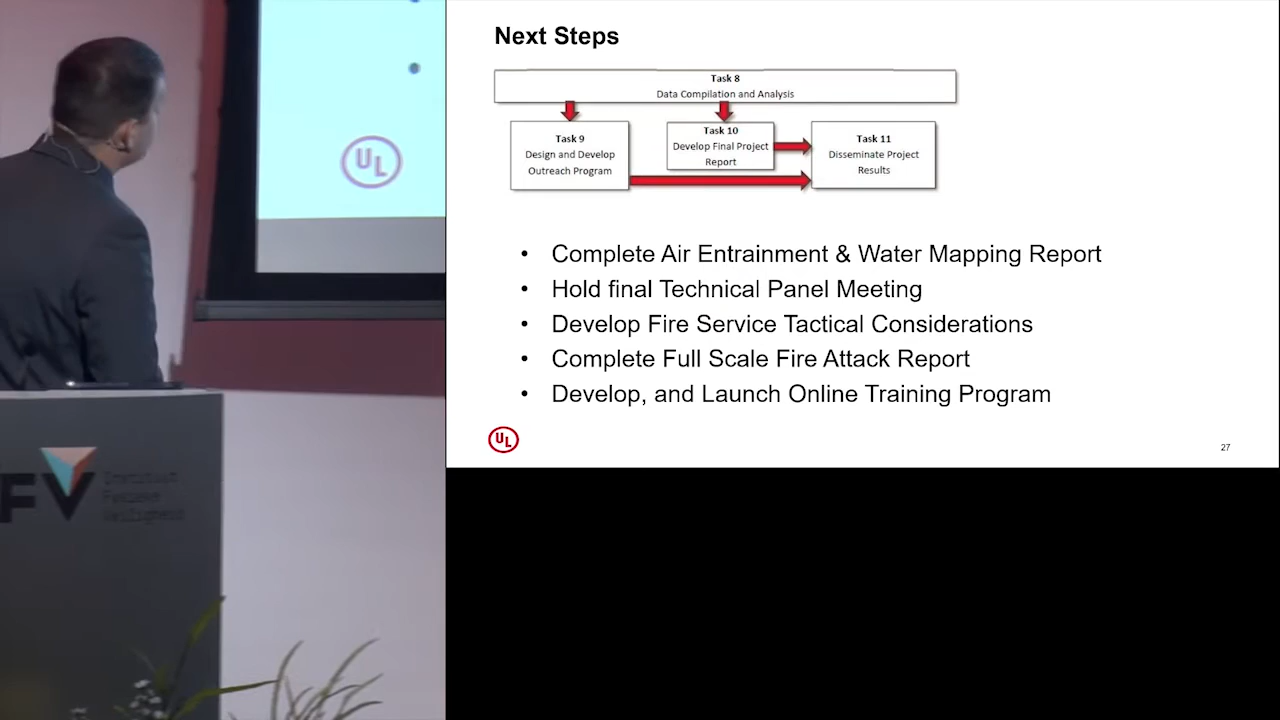 Next Steps
Task 8
Data Compilation and Analysis
Task 9
Design and Develop
Outreach Program
Task 10
Develop Final Project
Report
Task 11
Disseminate Project
Results
• Complete Air Entrainment & Water Mapping Report
• Hold final Technical Panel Meeting
• Develop Fire Service Tactical Considerations
• Complete Full Scale Fire Attack Report
• Develop, and Launch Online Training Program
UL
27
UL
FV